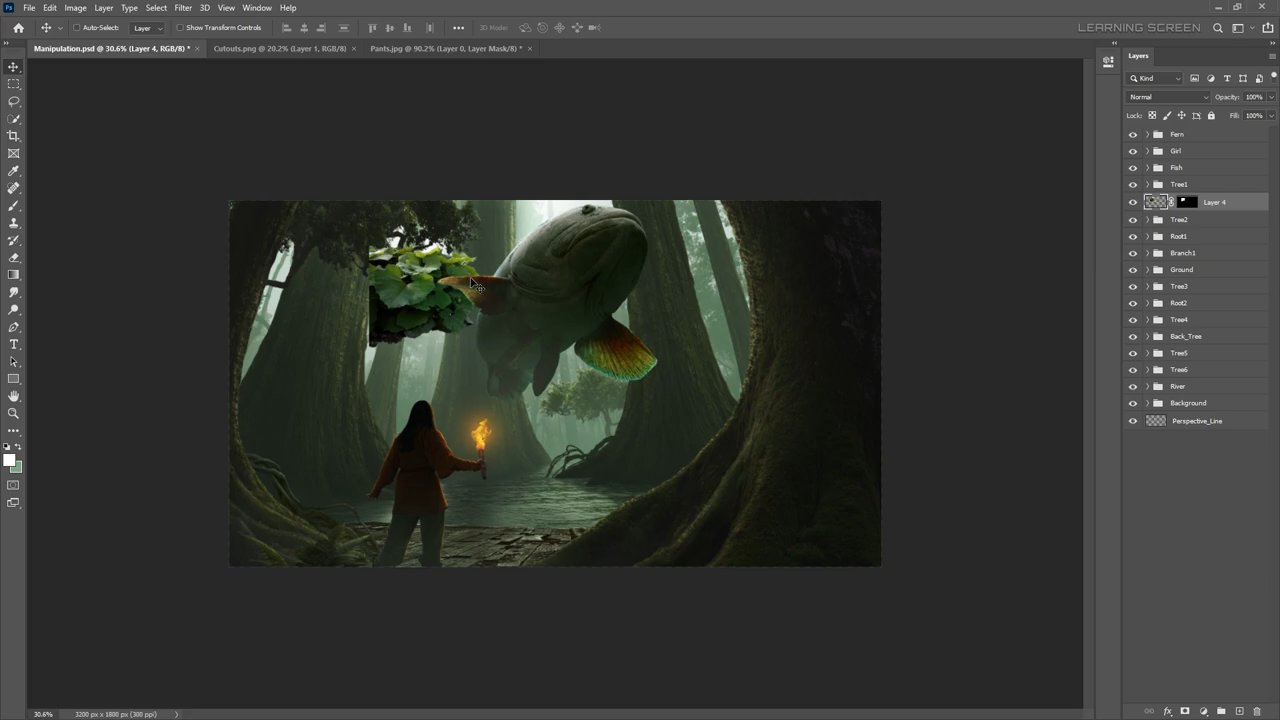 File Edit Image Layer Type Select Filter 3D View Window Help
Auto-Select: Layer Show Transform Controls 3D Mode: LEARNING SCREEN
Manipulation.psd @ 30.6% (Layer 4, RGB/8) * Cutouts.png @ 20.2% (Layer 1, RGB/8) Pants.jpg @ 90.2% (Layer 0, Layer Mask/8) *
Layers
Kind
Normal Opacity: 100%
Lock: Fill: 100%
Fern
Girl
Fish
Tree1
Layer 4
Tree2
Root1
Branch1
Ground
Tree3
Root2
Tree4
Back_Tree
Tree5
Tree6
River
Background
Perspective_Line
30.6% 3200 px x 1800 px (300 ppi)